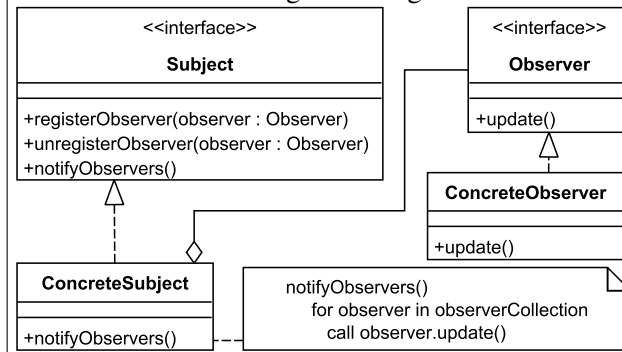 <<interface>>
Subject
+registerObserver(observer : Observer)
+unregisterObserver(observer : Observer)
+notifyObservers()
<<interface>>
Observer
+update()
ConcreteObserver
+update()
ConcreteSubject
+notifyObservers()
notifyObservers()
for observer in observerCollection
call observer.update()